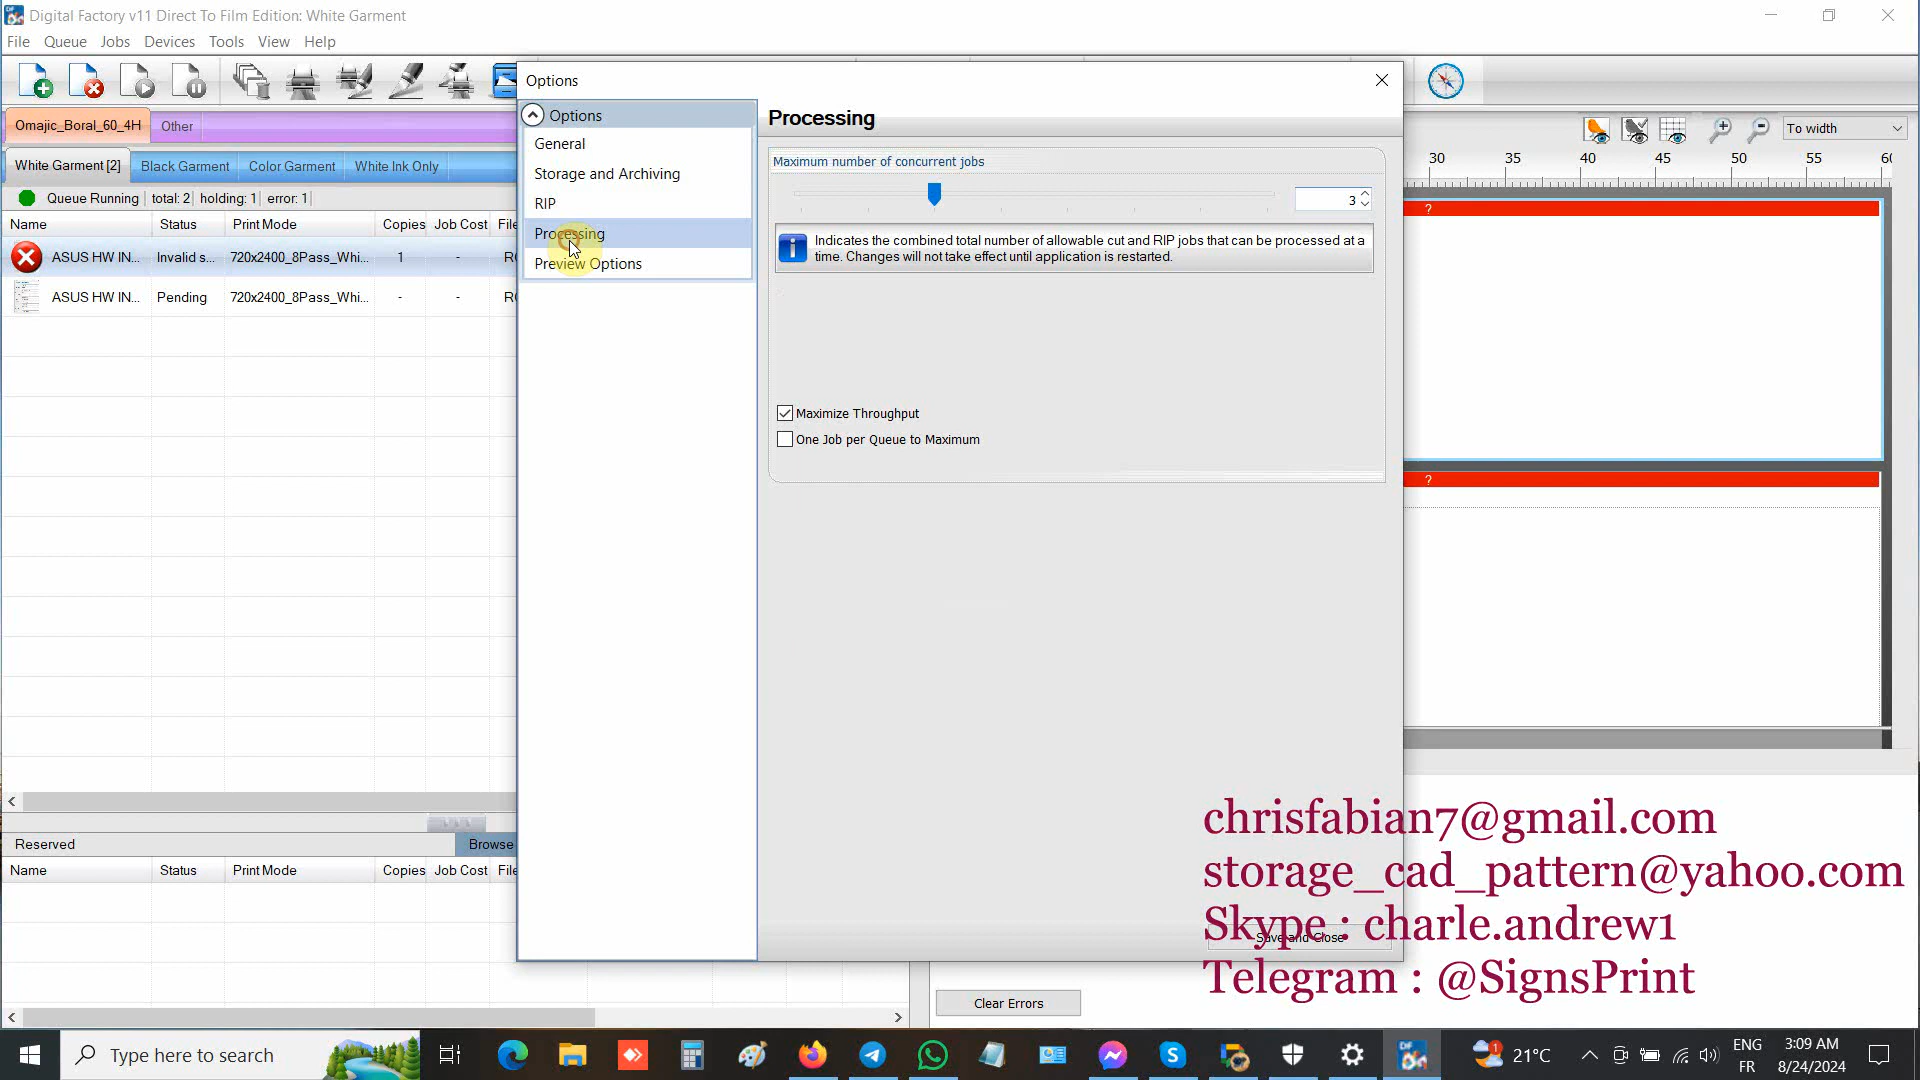 Digital Factory v11 Direct To Film Edition: White Garment
File Queue Jobs Devices Tools View Help
Omajic_Boral_60_4H Other
White Garment [2] Black Garment Color Garment White Ink Only
Queue Running total: 2 holding: 1 error: 1
Name Status Print Mode Copies Job Cost File
ASUS HW IN... Invalid s... 720x2400_8Pass_Whi... 1 -
ASUS HW IN... Pending 720x2400_8Pass_Whi... - -
Reserved Browse
Name Status Print Mode Copies Job Cost File
Options
Options
General
Storage and Archiving
RIP
Processing
Preview Options
Processing
Maximum number of concurrent jobs
3
Indicates the combined total number of allowable cut and RIP jobs that can be processed at a
time. Changes will not take effect until application is restarted.
Maximize Throughput
One Job per Queue to Maximum
Save and Close
To width
30 35 40 45 50 55
?
?
chrisfabian7@gmail.com
storage_cad_pattern@yahoo.com
Skype : charle.andrew1
Telegram : @SignsPrint
Clear Errors
Type here to search
1
21°C
ENG
FR
3:09 AM
8/24/2024